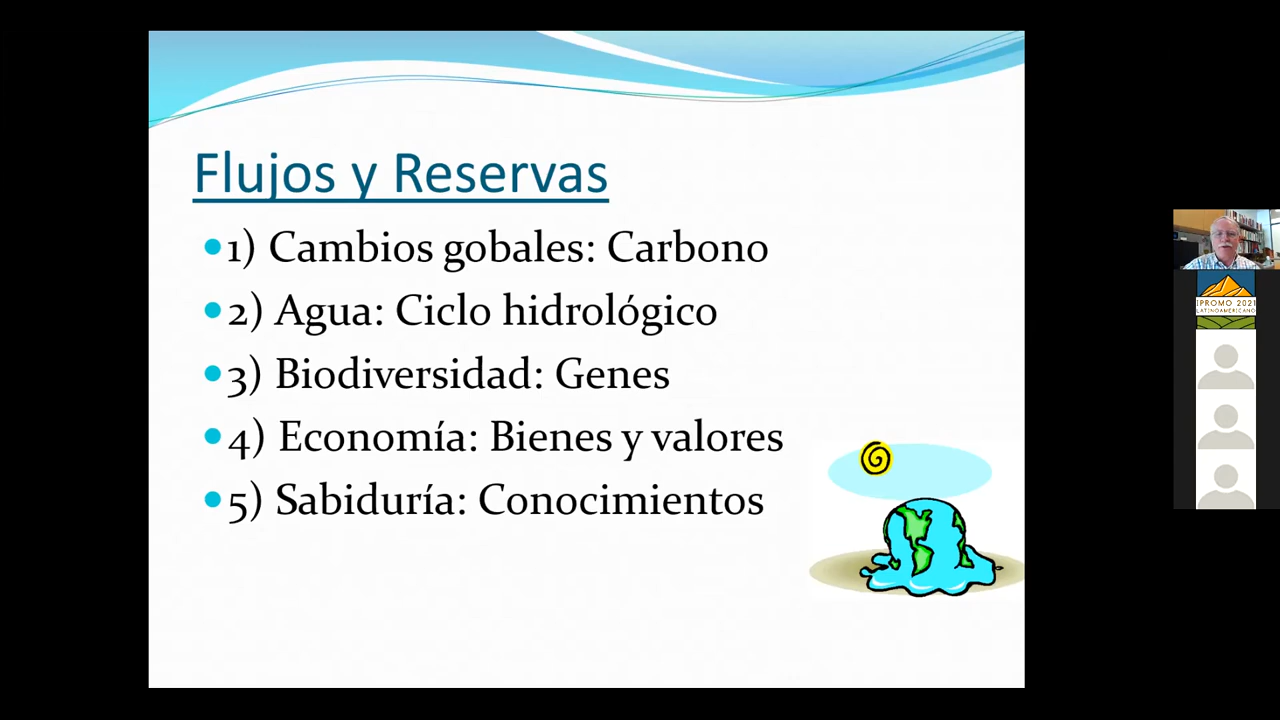 Flujos y Reservas
1) Cambios gobales: Carbono
2) Agua: Ciclo hidrológico
3) Biodiversidad: Genes
4) Economía: Bienes y valores
5) Sabiduría: Conocimientos
IPROMO 2021
LATINOAMERICANO